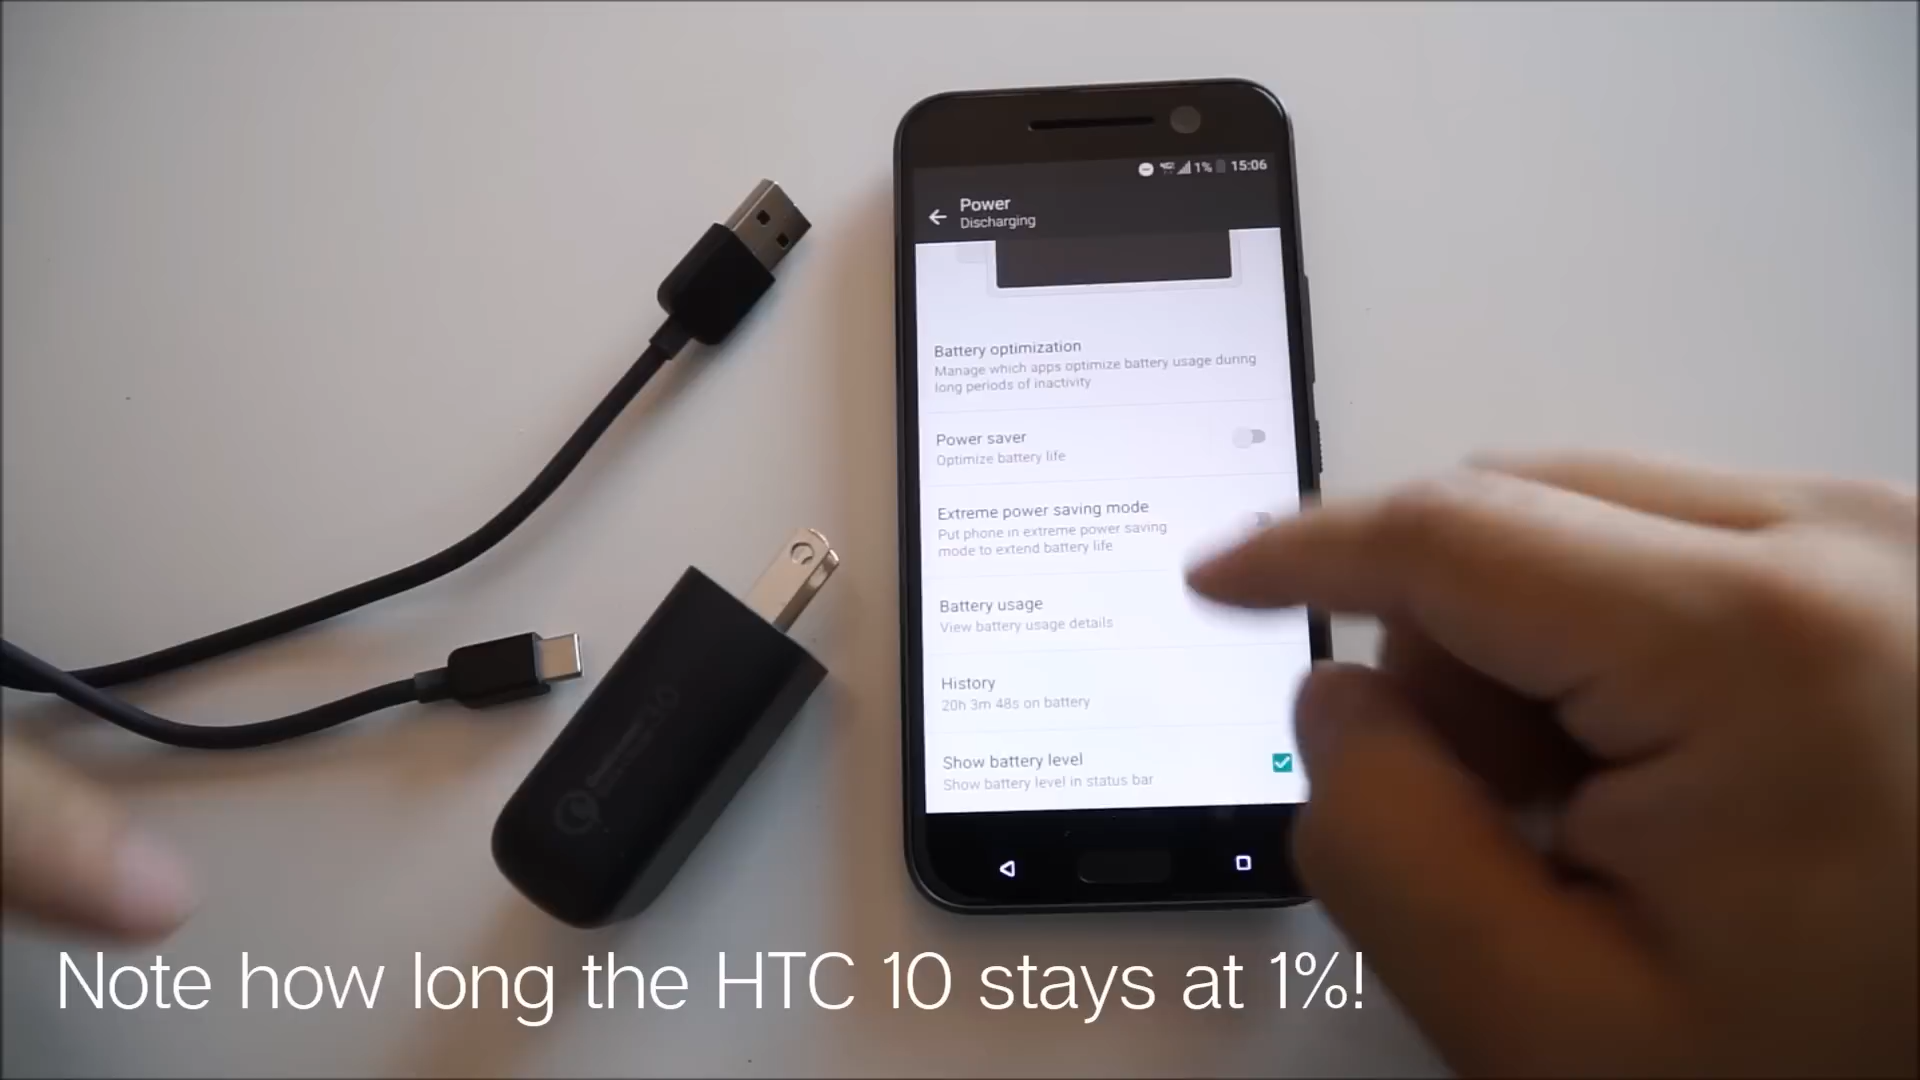 1% 15:06
Power
Discharging
Battery optimization
Manage which apps optimize battery usage during
long periods of inactivity
Power saver
Optimize battery life
Extreme power saving mode
Put phone in extreme power saving
mode to extend battery life
Battery usage
View battery usage details
History
20h 3m 48s on battery
Show battery level
Show battery level in status bar
Note how long the HTC 10 stays at 1%!